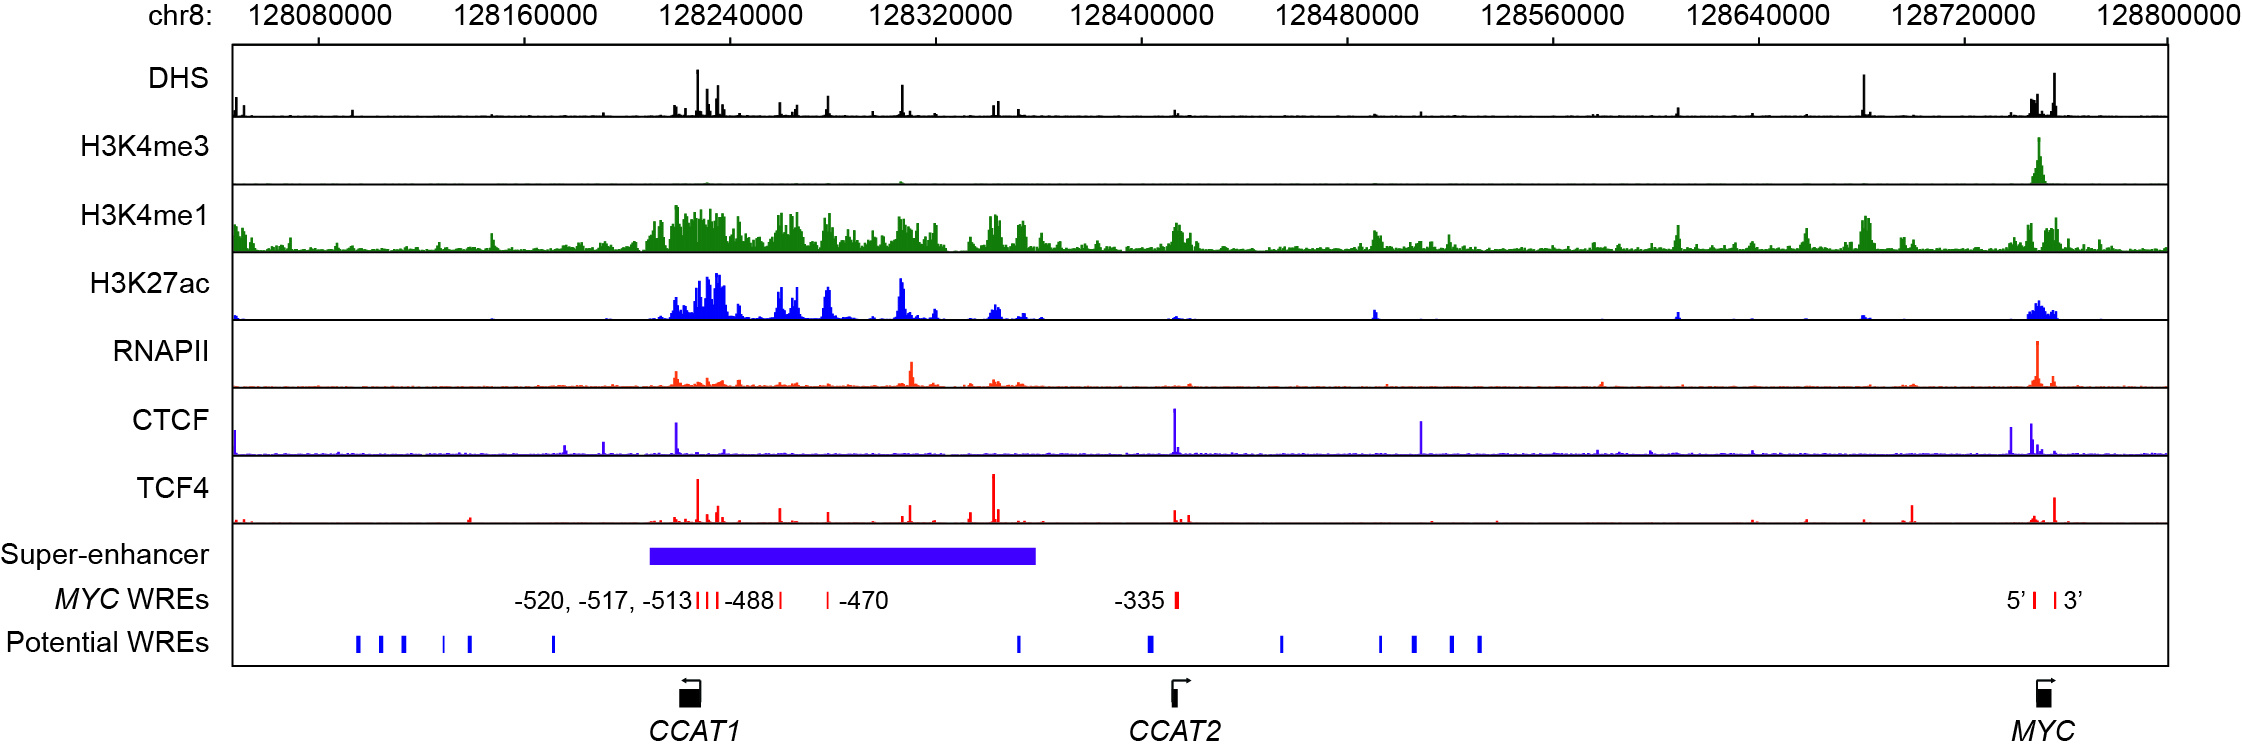 chr8: 128080000 128160000 128240000 128320000 128400000 128480000 128560000 128640000 128720000 128800000
DHS
H3K4me3
H3K4me1
H3K27ac
RNAPII
CTCF
TCF4
Super-enhancer
MYC WREs -520, -517, -513 -488 -470 -335 5’ 3’
Potential WREs
CCAT1 CCAT2 MYC